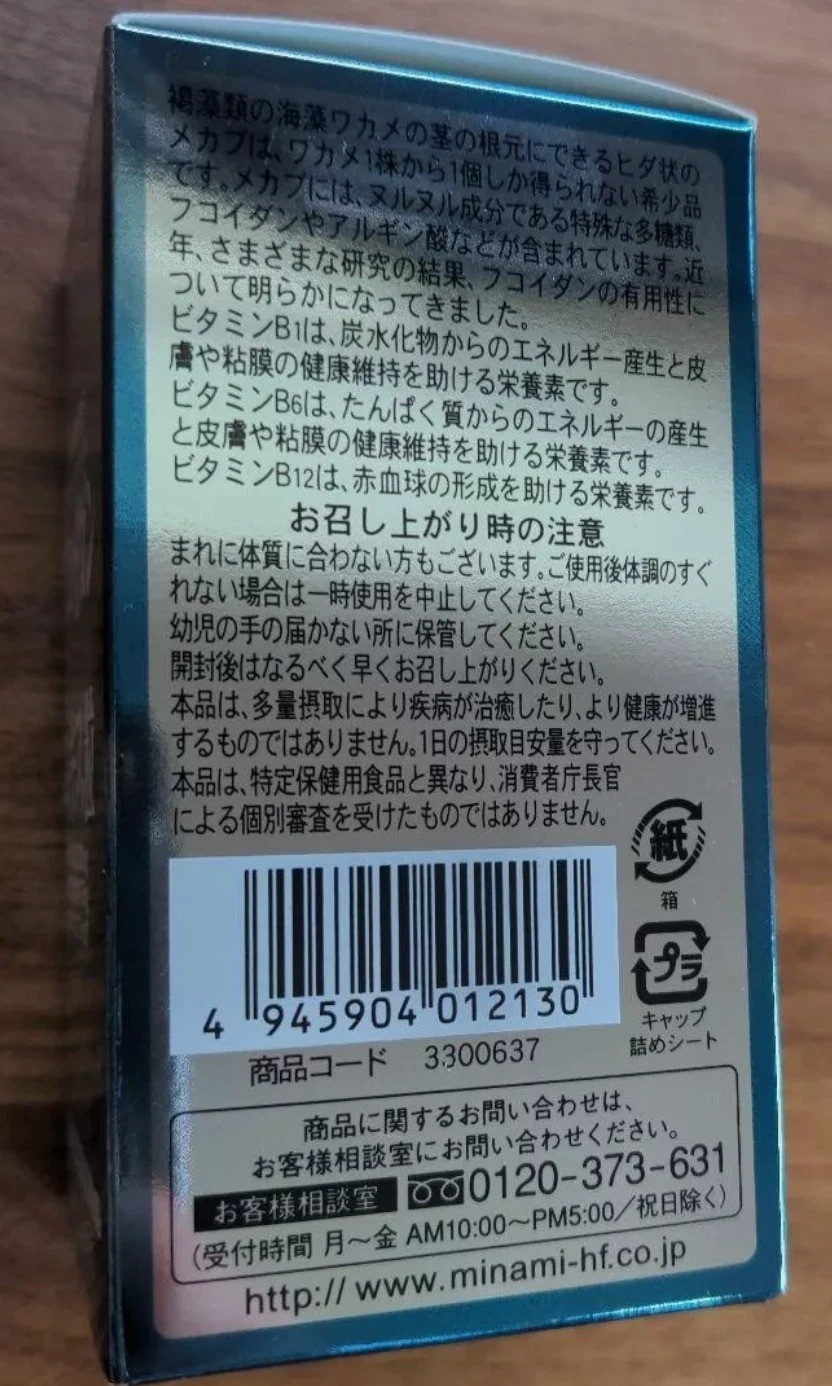 褐藻類の海藻ワカメの茎の根元にできるヒダ状の
メカブは、ワカメ1株から1個しか得られない希少品
です。メカブには、ヌルヌル成分である特殊な多糖類、
フコイダンやアルギン酸などが含まれています。近
年、さまざまな研究の結果、フコイダンの有用性に
ついて明らかになってきました。
ビタミンB1は、炭水化物からのエネルギー産生と皮
膚や粘膜の健康維持を助ける栄養素です。
ビタミンB6は、たんぱく質からのエネルギーの産生
と皮膚や粘膜の健康維持を助ける栄養素です。
ビタミンB12は、赤血球の形成を助ける栄養素です。
お召し上がり時の注意
まれに体質に合わない方もございます。ご使用後体調のすぐ
れない場合は一時使用を中止してください。
幼児の手の届かない所に保管してください。
開封後はなるべく早くお召し上がりください。
本品は、多量摂取により疾病が治癒したり、より健康が増進
するものではありません。1日の摂取目安量を守ってください。
本品は、特定保健用食品と異なり、消費者庁長官
による個別審査を受けたものではありません。
紙
箱
プラ
キャップ
詰めシート
4 945904 012130
商品コード 3300637
商品に関するお問い合わせは、
お客様相談室にお問い合わせください。
お客様相談室 0120-373-631
(受付時間 月~金 AM10:00~PM5:00/祝日除く)
http:// www.minami-hf.co.jp